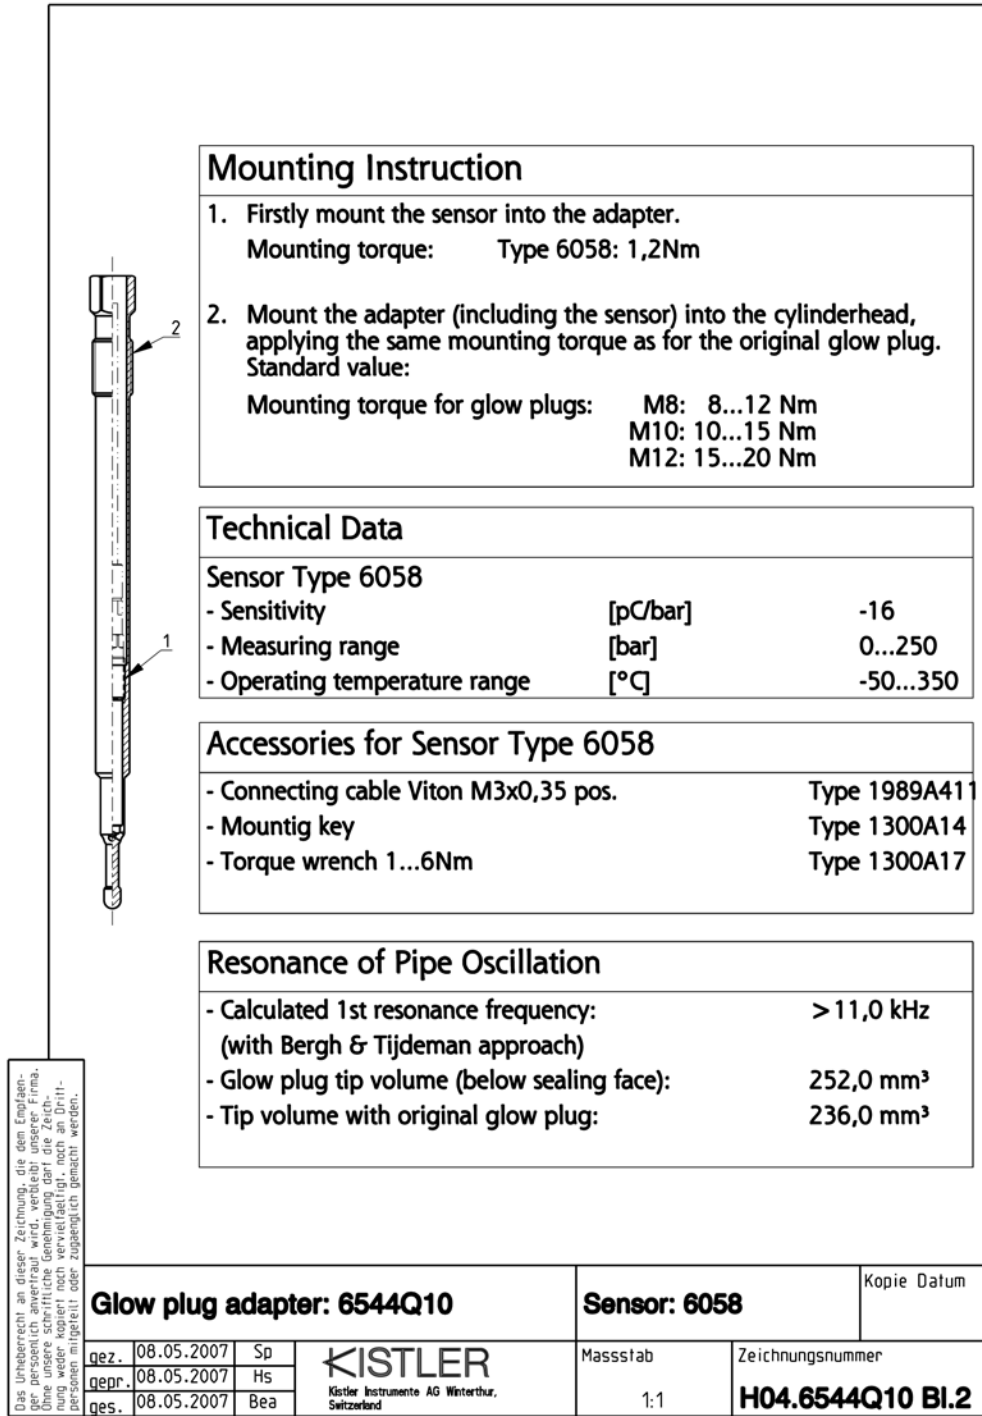 Mounting Instruction
1. Firstly mount the sensor into the adapter.
Mounting torque: Type 6058: 1,2Nm
2. Mount the adapter (including the sensor) into the cylinderhead,
applying the same mounting torque as for the original glow plug.
Standard value:
Mounting torque for glow plugs: M8: 8...12 Nm
M10: 10...15 Nm
M12: 15...20 Nm
2
1
Technical Data
Sensor Type 6058
- Sensitivity [pC/bar] -16
- Measuring range [bar] 0...250
- Operating temperature range [°C] -50...350
Accessories for Sensor Type 6058
- Connecting cable Viton M3x0,35 pos. Type 1989A411
- Mountig key Type 1300A14
- Torque wrench 1...6Nm Type 1300A17
Resonance of Pipe Oscillation
- Calculated 1st resonance frequency: >11,0 kHz
(with Bergh & Tijdeman approach)
- Glow plug tip volume (below sealing face): 252,0 mm³
- Tip volume with original glow plug: 236,0 mm³
Das Urheberrecht an dieser Zeichnung, die dem Empfaen-
ger persoenlich anvertraut wird, verbleibt unserer Firma.
Ohne unsere schriftliche Genehmigung darf die Zeich-
nung weder kopiert noch vervielfaeltigt, noch an Dritt-
personen mitgeteilt oder zugaenglich gemacht werden.
Glow plug adapter: 6544Q10
Sensor: 6058
Kopie Datum
gez. 08.05.2007 Sp
gepr. 08.05.2007 Hs
ges. 08.05.2007 Bea
KISTLER
Kistler Instrumente AG Winterthur,
Switzerland
Massstab
1:1
Zeichnungsnummer
H04.6544Q10 Bl.2